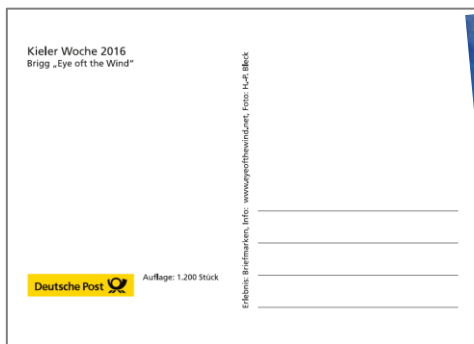 Kieler Woche 2016
Brigg „Eye oft the Wind“
Erlebnis: Briefmarken, Info: www.eyeofthewind.net, Foto: H.-P. Bleck
Deutsche Post
Auflage: 1.200 Stück